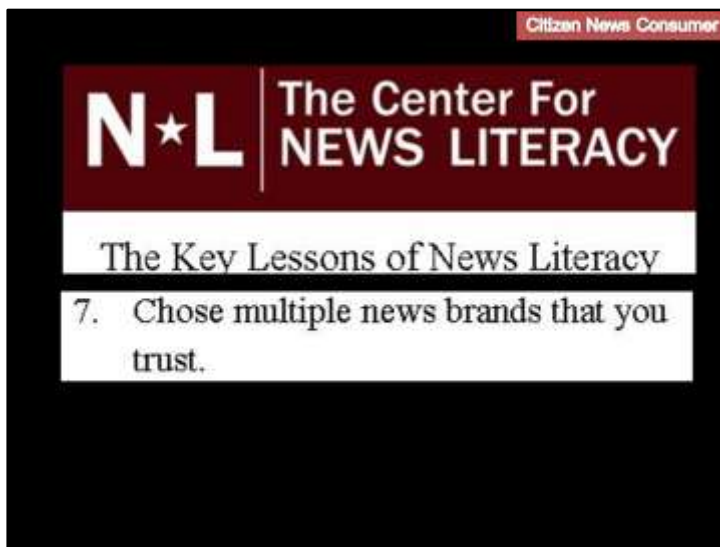 Citizen News Consumer
N★L
The Center For
NEWS LITERACY
The Key Lessons of News Literacy
7. Chose multiple news brands that you
trust.